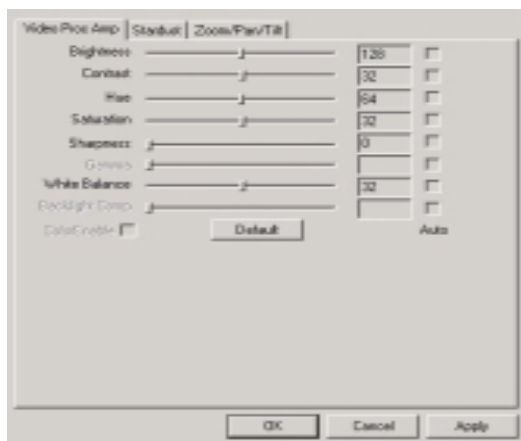 Video Proc Amp Stardust Zoom/Pan/Tilt
Brightness 128
Contrast 32
Hue 64
Saturation 32
Sharpness 0
Gamma
White Balance 32
Backlight Comp
ColorEnable Default Auto
OK Cancel Apply